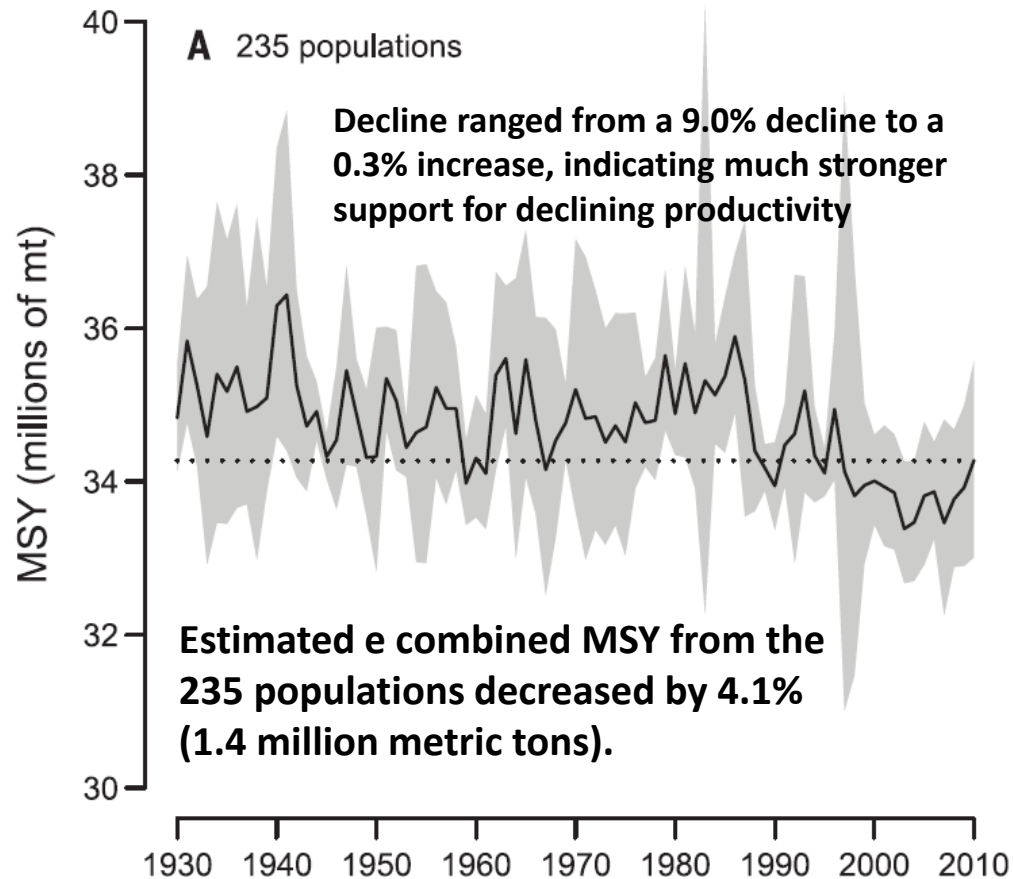 A 235 populations
Decline ranged from a 9.0% decline to a
0.3% increase, indicating much stronger
support for declining productivity
MSY (millions of mt)
40
38
36
34
32
30
Estimated e combined MSY from the
235 populations decreased by 4.1%
(1.4 million metric tons).
1930 1940 1950 1960 1970 1980 1990 2000 2010